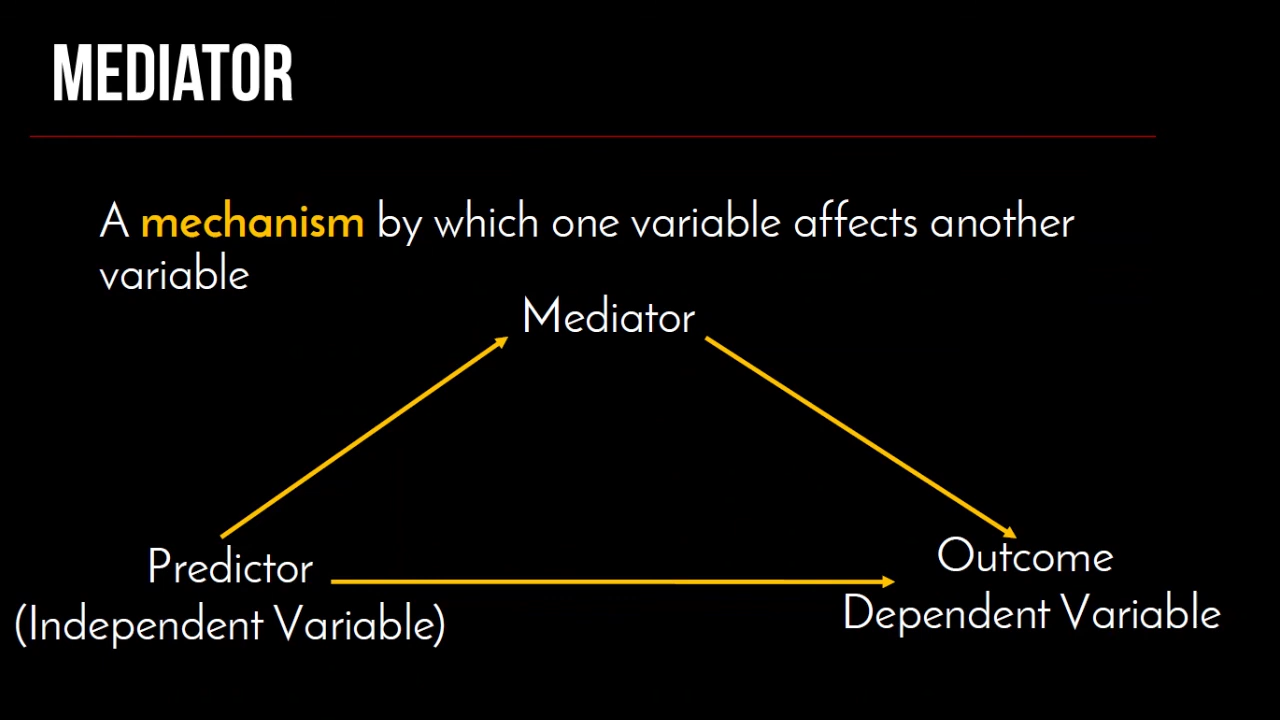 MEDIATOR
A mechanism by which one variable affects another
variable
Mediator
Predictor
(Independent Variable)
Outcome
Dependent Variable